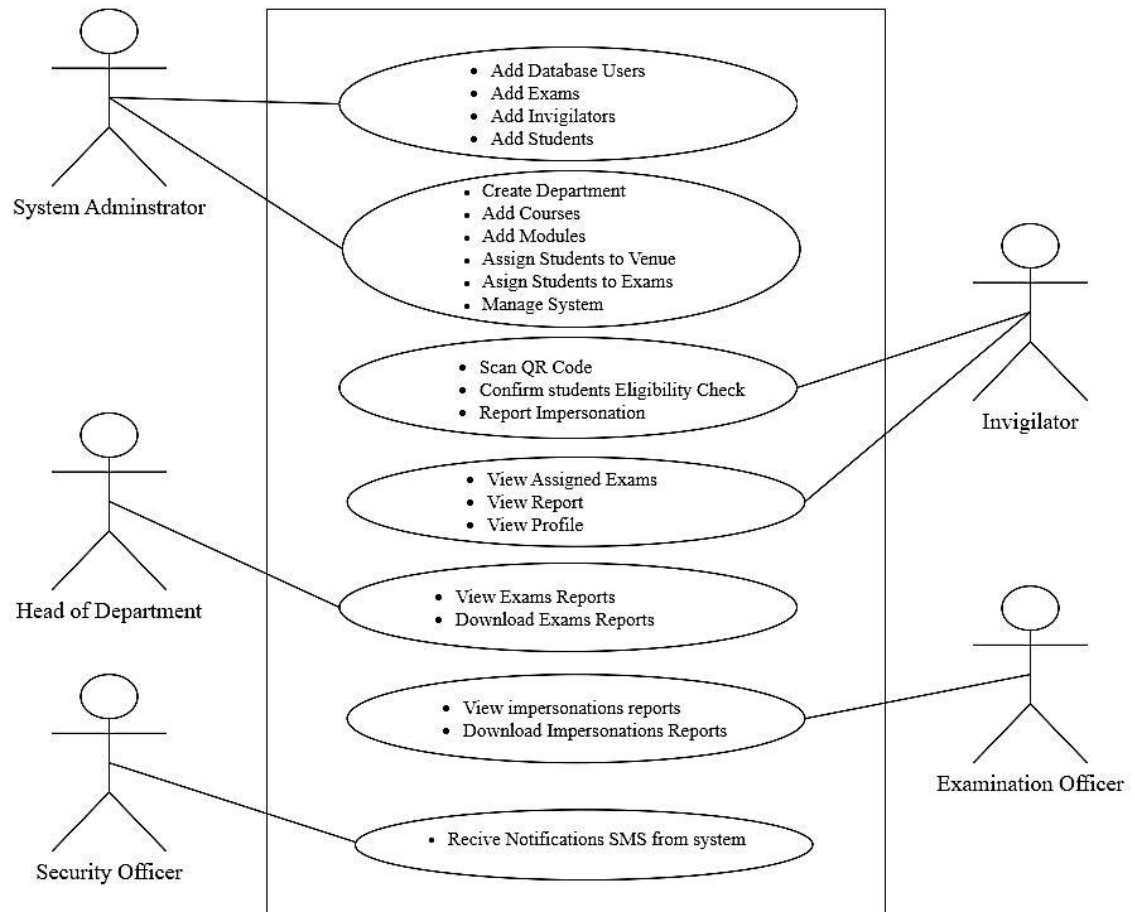 • Add Database Users
• Add Exams
• Add Invigilators
• Add Students
System Adminstrator
▪ Create Department
▪ Add Courses
▪ Add Modules
▪ Assign Students to Venue
▪ Asign Students to Exams
▪ Manage System
• Scan QR Code
• Confirm students Eligibility Check
• Report Impersonation
Invigilator
• View Assigned Exams
• View Report
• View Profile
Head of Department
• View Exams Reports
• Download Exams Reports
• View impersonations reports
• Download Impersonations Reports
Examination Officer
• Recive Notifications SMS from system
Security Officer